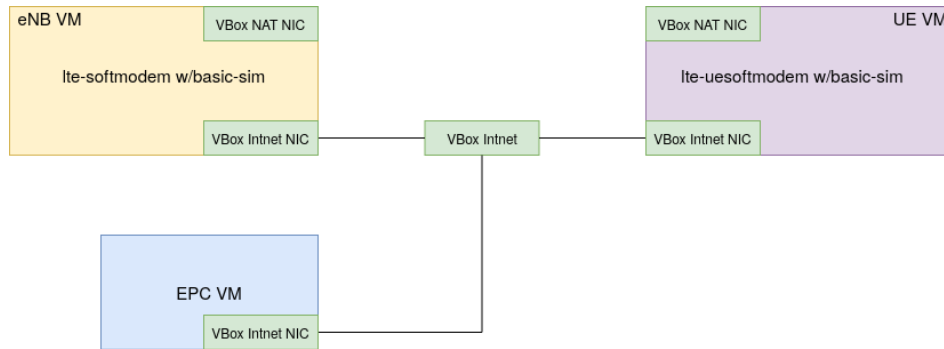 eNB VM
VBox NAT NIC
lte-softmodem w/basic-sim
VBox Intnet NIC
VBox Intnet
VBox NAT NIC
UE VM
lte-uesoftmodem w/basic-sim
VBox Intnet NIC
EPC VM
VBox Intnet NIC